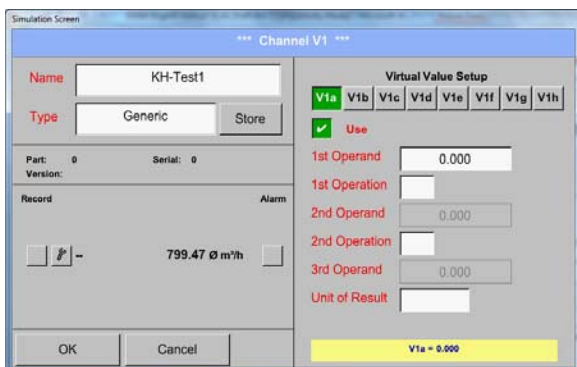 Simulation Screen
*** Channel V1 ***
Name
KH-Test1
Type
Generic
Store
Part: 0 Serial: 0
Version:
Record Alarm
-- 799.47 Ø m³/h
OK
Cancel
Virtual Value Setup
V1a V1b V1c V1d V1e V1f V1g V1h
Use
1st Operand 0.000
1st Operation
2nd Operand 0.000
2nd Operation
3rd Operand 0.000
Unit of Result
V1a = 0.000